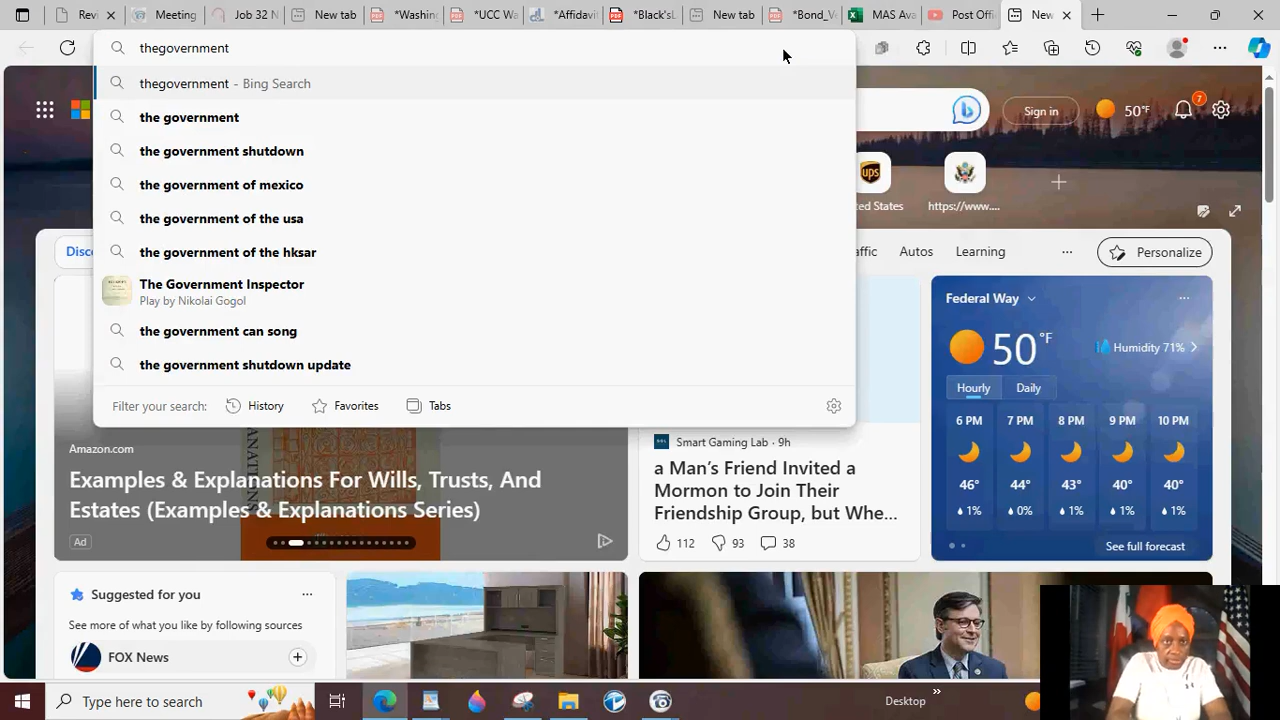 Revi
Meeting
Job 32 N
New tab
*Washing
*UCC Wa
*Affidavi
*Black'sL
New tab
*Bond_Ve
MAS Ava
Post Offi
New
thegovernment
thegovernment - Bing Search
the government
the government shutdown
the government of mexico
the government of the usa
the government of the hksar
The Government Inspector
Play by Nikolai Gogol
the government can song
the government shutdown update
Filter your search:
History
Favorites
Tabs
Sign in
50°F
7
ups
ced States
https://www....
Disco
affic
Autos
Learning
Personalize
Federal Way
50 °F
Humidity 71%
Hourly
Daily
6 PM
7 PM
8 PM
9 PM
10 PM
46°
44°
43°
40°
40°
1%
0%
1%
1%
1%
See full forecast
Amazon.com
Examples & Explanations For Wills, Trusts, And
Estates (Examples & Explanations Series)
Ad
Smart Gaming Lab · 9h
a Man's Friend Invited a
Mormon to Join Their
Friendship Group, but Whe...
112
93
38
Suggested for you
See more of what you like by following sources
FOX News
Type here to search
Desktop